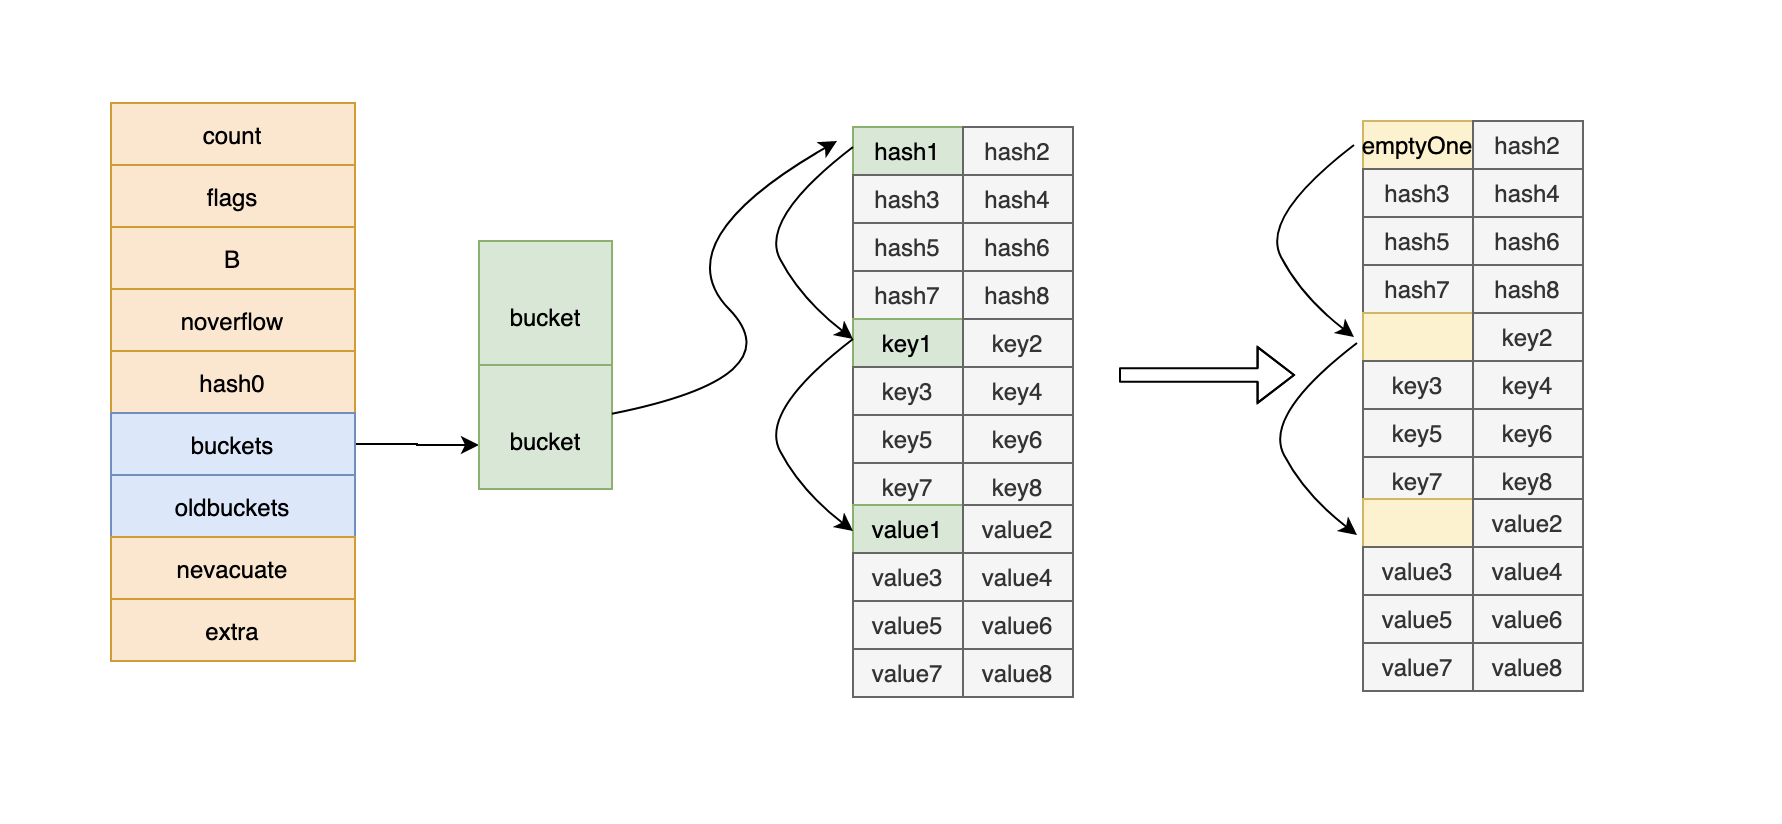 count
flags
B
noverflow
hash0
buckets
oldbuckets
nevacuate
extra
bucket
bucket
hash1 hash2
hash3 hash4
hash5 hash6
hash7 hash8
key1 key2
key3 key4
key5 key6
key7 key8
value1 value2
value3 value4
value5 value6
value7 value8
emptyOne hash2
hash3 hash4
hash5 hash6
hash7 hash8
key2
key3 key4
key5 key6
key7 key8
value2
value3 value4
value5 value6
value7 value8